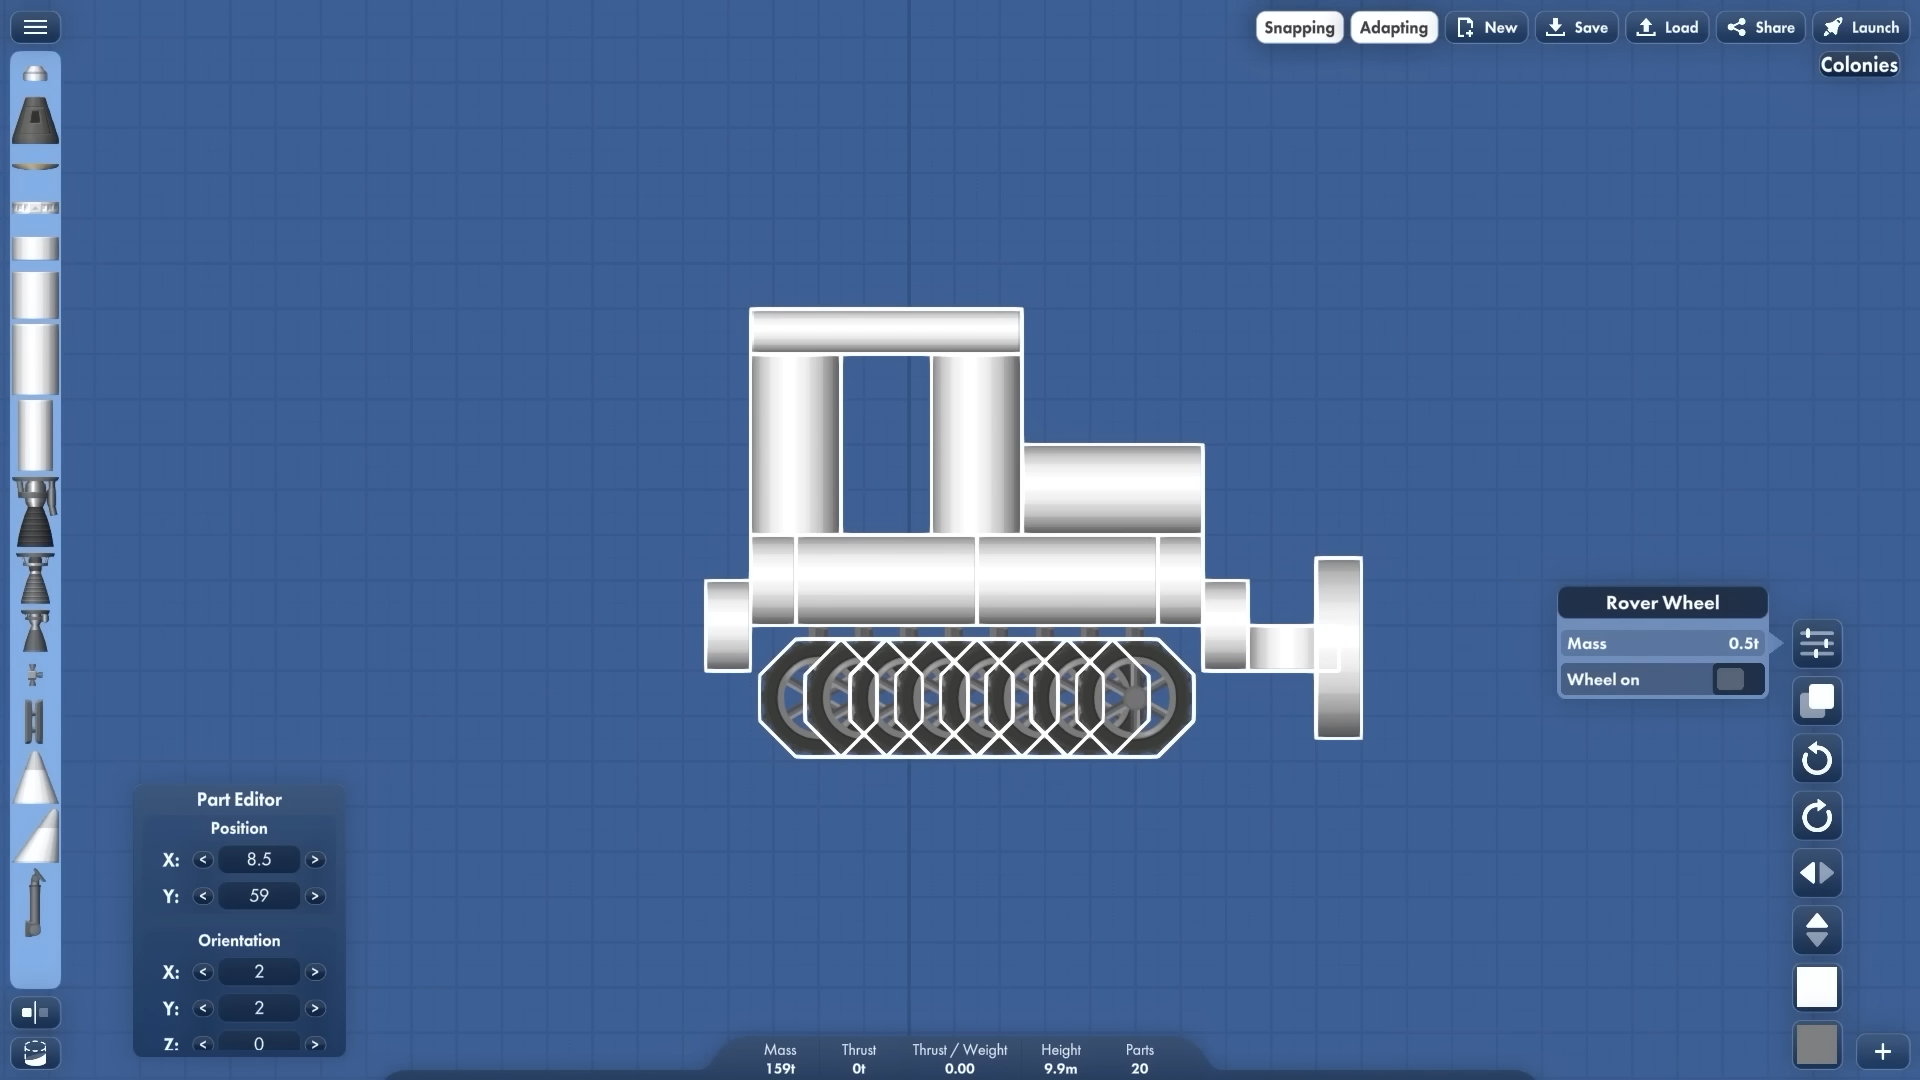 Snapping
Adapting
New
Save
Load
Share
Launch
Colonies
Rover Wheel
Mass 0.5t
Wheel on
Part Editor
Position
X: < 8.5 >
Y: < 59 >
Orientation
X: < 2 >
Y: < 2 >
Z: < 0 >
Mass Thrust Thrust / Weight Height Parts
159t 0t 0.00 9.9m 20